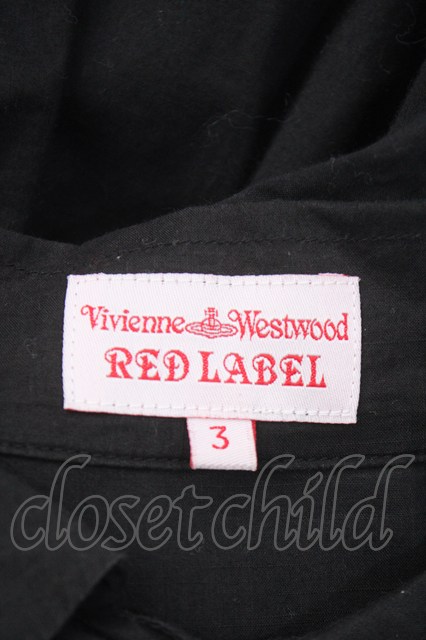 Vivienne Westwood
RED LABEL
3
closetchild